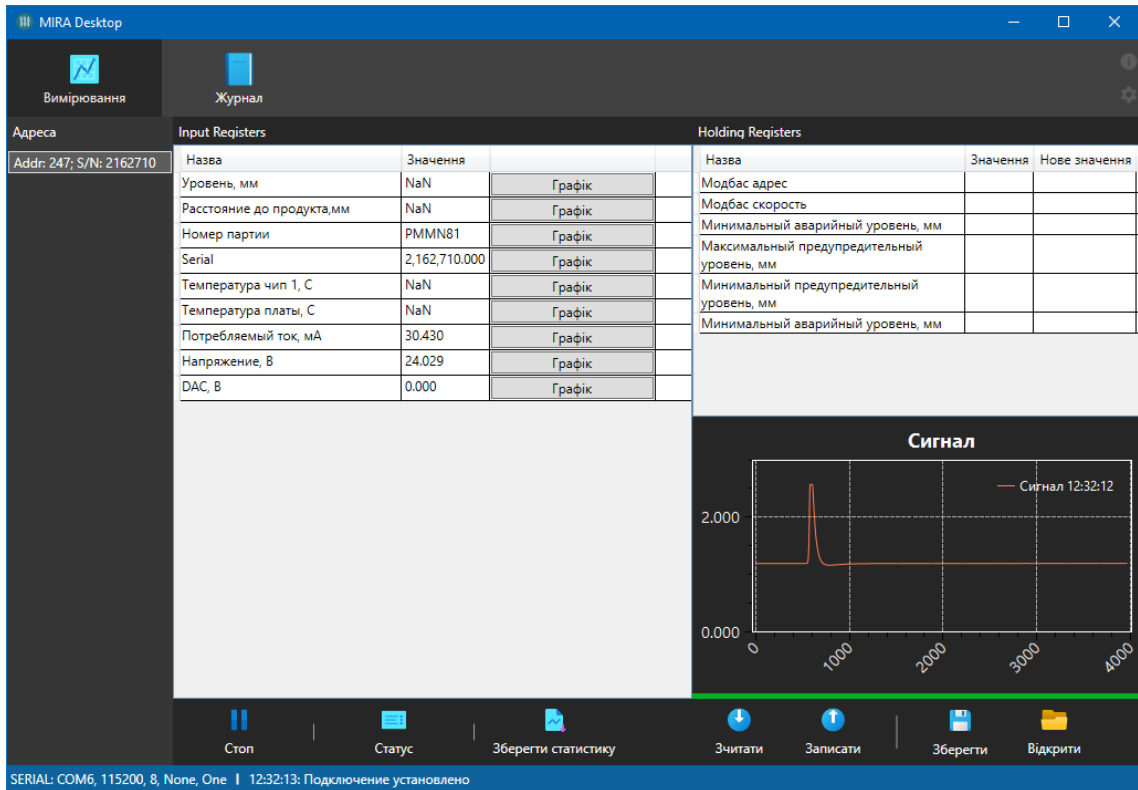 MIRA Desktop
Вимірювання
Журнал
Адреса
Input Registers
Holding Registers
Addr: 247; S/N: 2162710
Назва Значення
Уровень, мм NaN Графік
Расстояние до продукта,мм NaN Графік
Номер партии PMMN81 Графік
Serial 2,162,710.000 Графік
Температура чип 1, С NaN Графік
Температура платы, С NaN Графік
Потребляемый ток, мА 30.430 Графік
Напряжение, В 24.029 Графік
DAC, В 0.000 Графік
Назва Значення Нове значення
Модбас адрес
Модбас скорость
Минимальный аварийный уровень, мм
Максимальный предупредительный
уровень, мм
Минимальный предупредительный
уровень, мм
Минимальный аварийный уровень, мм
Сигнал
Сигнал 12:32:12
2.000
0.000
0 1000 2000 3000 4000
Стоп
Статус
Зберегти статистику
Зчитати
Записати
Зберегти
Відкрити
SERIAL: COM6, 115200, 8, None, One | 12:32:13: Подключение установлено